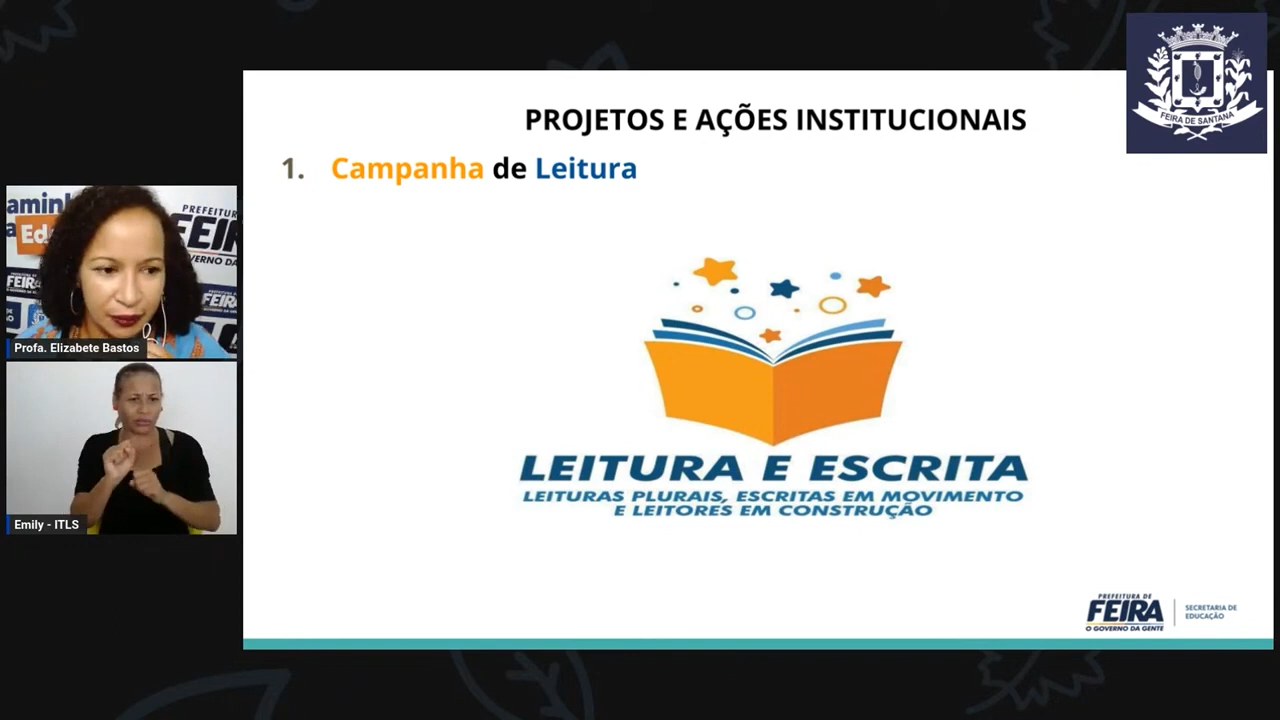 FEIRA DE SANTANA
PROJETOS E AÇÕES INSTITUCIONAIS
1. Campanha de Leitura
LEITURA E ESCRITA
LEITURAS PLURAIS, ESCRITAS EM MOVIMENTO
E LEITORES EM CONSTRUÇÃO
PREFEITURA DE
FEIRA
O GOVERNO DA GENTE
SECRETARIA DE
EDUCAÇÃO
Profa. Elizabete Bastos
Emily - ITLS